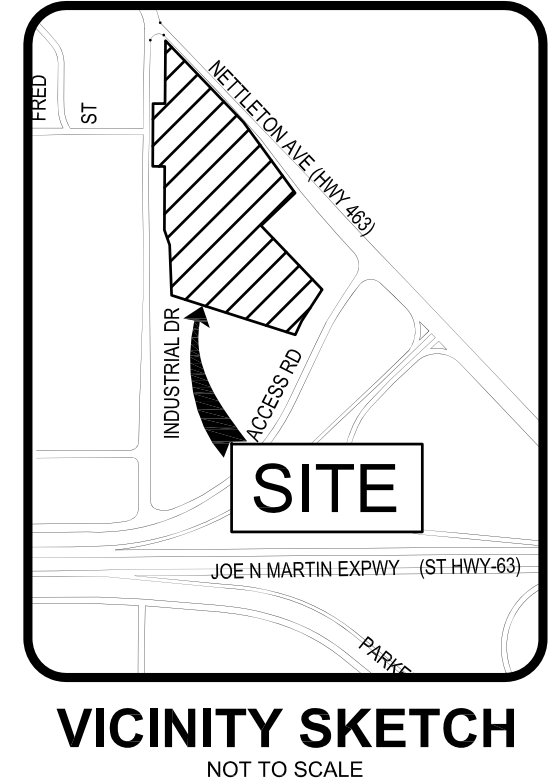 FRED
ST
NETTLETON AVE (HWY 463)
INDUSTRIAL DR
ACCESS RD
SITE
JOE N MARTIN EXPWY (ST HWY-63)
VICINITY SKETCH
NOT TO SCALE